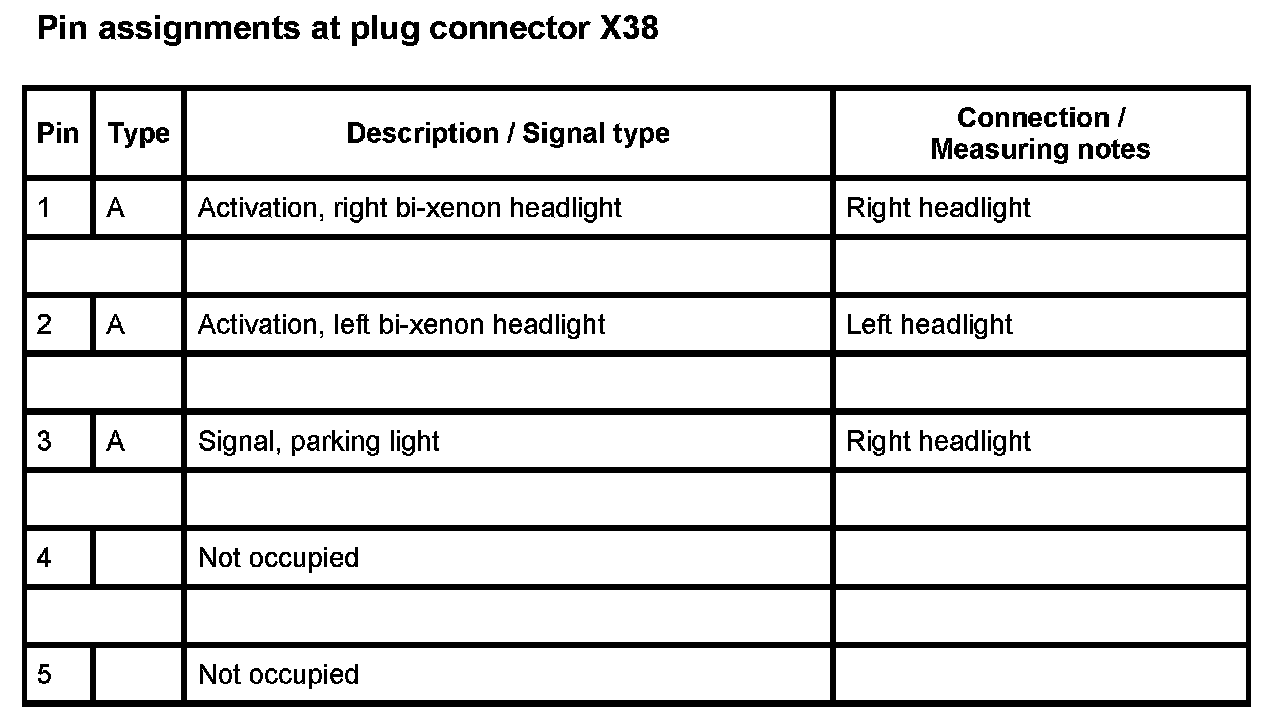 Pin assignments at plug connector X38
Pin Type Description / Signal type Connection /
Measuring notes
1 A Activation, right bi-xenon headlight Right headlight
2 A Activation, left bi-xenon headlight Left headlight
3 A Signal, parking light Right headlight
4 Not occupied
5 Not occupied